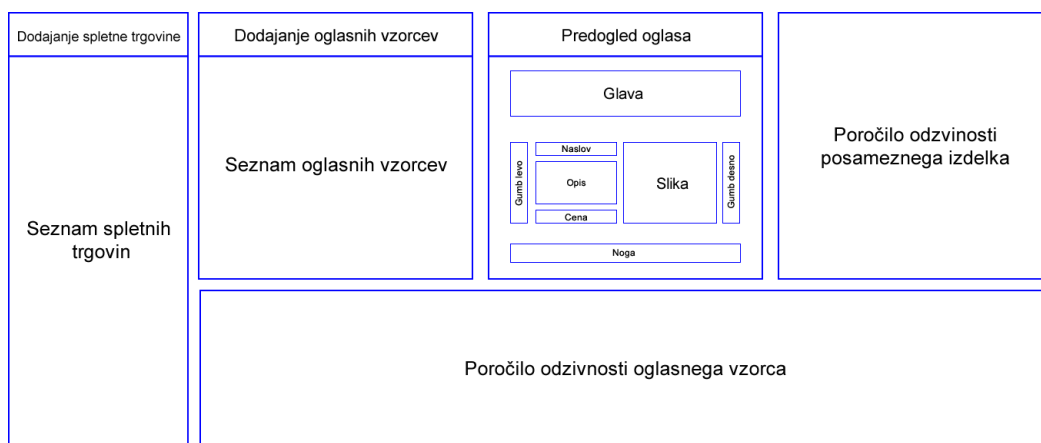 Dodajanje spletne trgovine
Seznam spletnih
trgovin
Dodajanje oglasnih vzorcev
Seznam oglasnih vzorcev
Predogled oglasa
Glava
Gumb levo
Naslov
Opis
Cena
Slika
Gumb desno
Noga
Poročilo odzvinosti
posameznega izdelka
Poročilo odzivnosti oglasnega vzorca